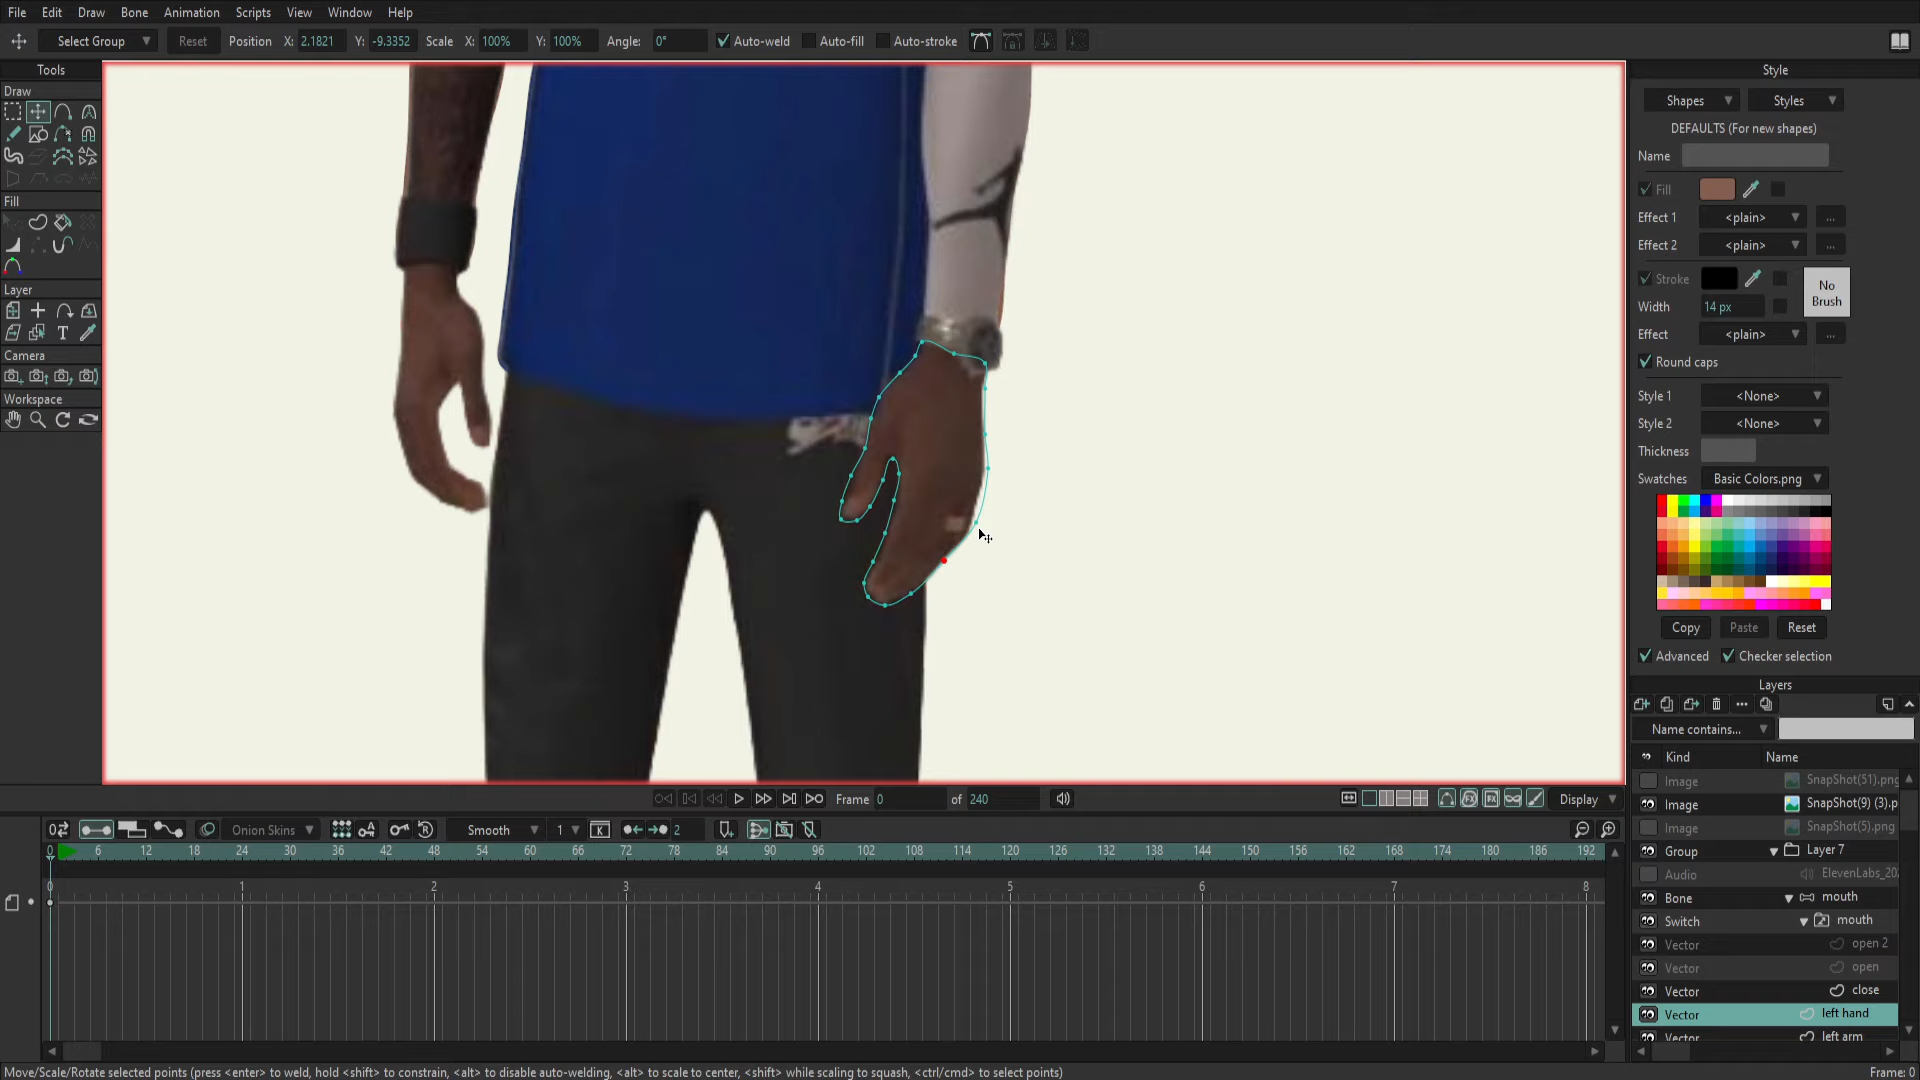 File Edit Draw Bone Animation Scripts View Window Help
Select Group Reset Position X: 2.1821 Y: -9.3352 Scale X: 100% Y: 100% Angle: 0° Auto-weld Auto-fill Auto-stroke
Tools
Draw
Fill
Layer
Camera
Workspace
Style
Shapes Styles
DEFAULTS (For new shapes)
Name
Fill
Effect 1 <plain> ...
Effect 2 <plain> ...
Stroke No Brush
Width 14 px
Effect <plain> ...
Round caps
Style 1 <None>
Style 2 <None>
Thickness
Swatches Basic Colors.png
Copy Paste Reset
Advanced Checker selection
Layers
Name contains...
Kind Name
Image SnapShot(51).png
Image SnapShot(9) (3).p
Image SnapShot(5).png
Group Layer 7
Audio ElevenLabs_20
Bone mouth
Switch mouth
Vector open 2
Vector open
Vector close
Vector left hand
Vector left arm
Frame 0 of 240 Display
Onion Skins Smooth 1 K 2
0 6 12 18 24 30 36 42 48 54 60 66 72 78 84 90 96 102 108 114 120 126 132 138 144 150 156 162 168 174 180 186 192
0 1 2 3 4 5 6 7 8
Move/Scale/Rotate selected points (press <enter> to weld, hold <shift> to constrain, <alt> to disable auto-welding, <alt> to scale to center, <shift> while scaling to squash, <ctrl/cmd> to select points) Frame: 0